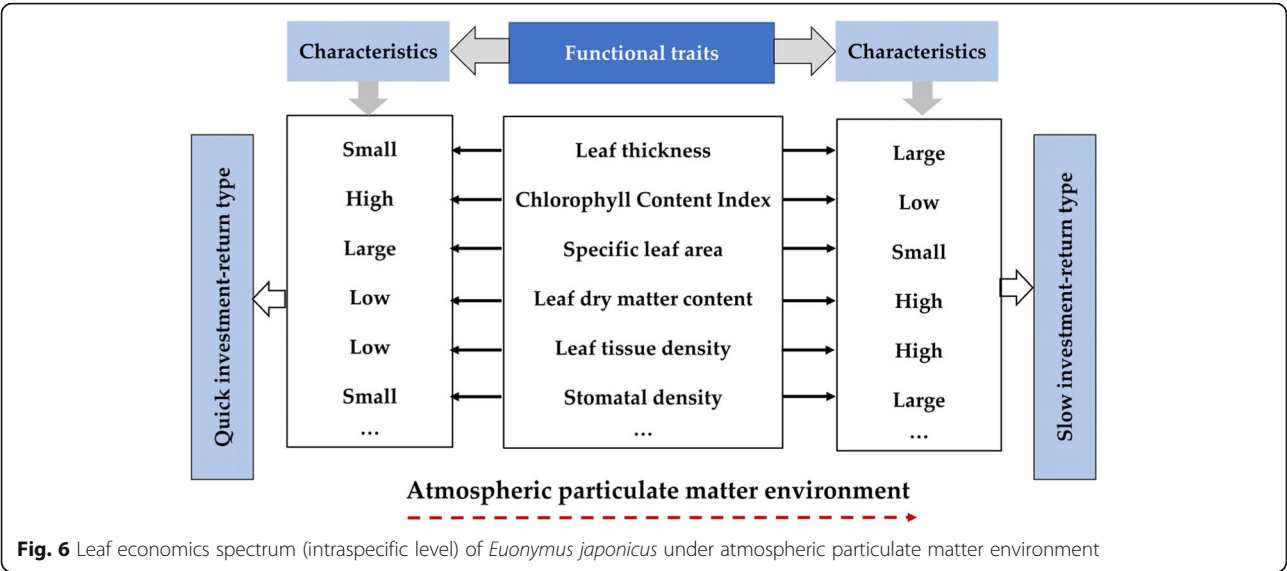 Characteristics
Functional traits
Characteristics
Quick investment-return type
Small
Leaf thickness
Large
High
Chlorophyll Content Index
Low
Large
Specific leaf area
Small
Low
Leaf dry matter content
High
Low
Leaf tissue density
High
Small
Stomatal density
Large
...
...
...
Slow investment-return type
Atmospheric particulate matter environment
Fig. 6 Leaf economics spectrum (intraspecific level) of Euonymus japonicus under atmospheric particulate matter environment